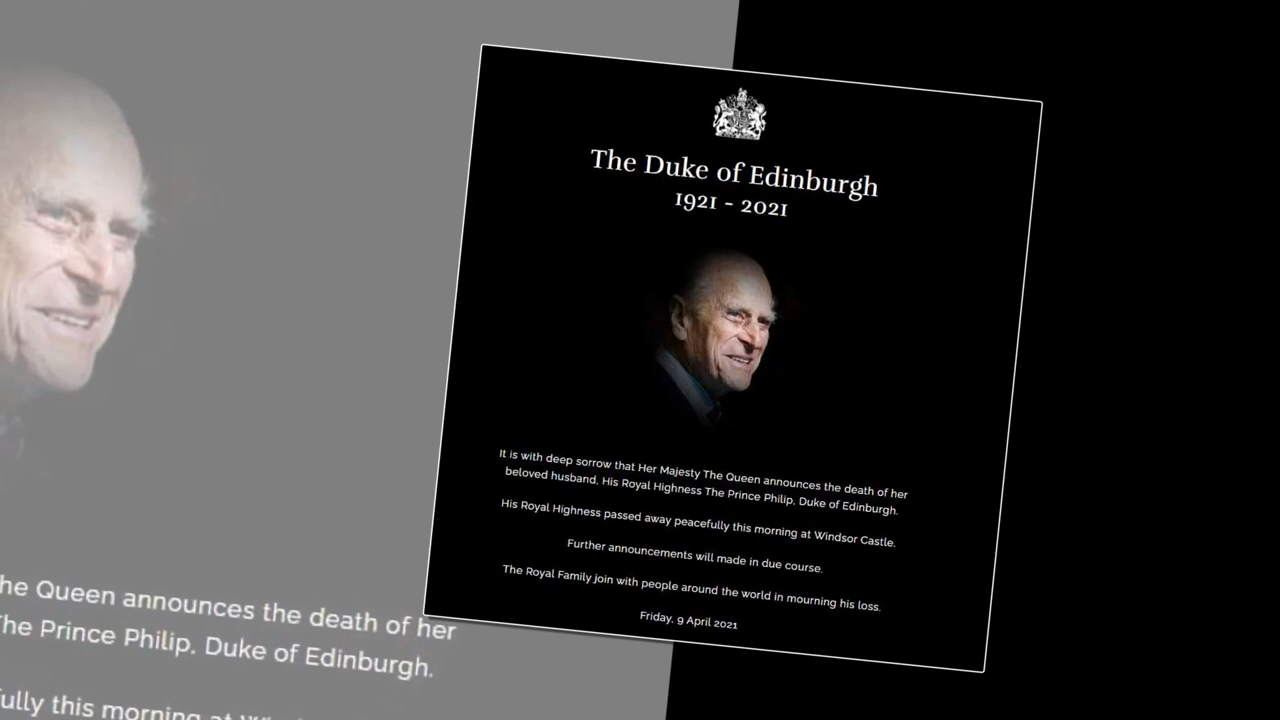 The Duke of Edinburgh
1921 - 2021
It is with deep sorrow that Her Majesty The Queen announces the death of her
beloved husband, His Royal Highness The Prince Philip, Duke of Edinburgh.
His Royal Highness passed away peacefully this morning at Windsor Castle.
Further announcements will made in due course.
The Royal Family join with people around the world in mourning his loss.
Friday, 9 April 2021
he Queen announces the death of her
The Prince Philip, Duke of Edinburgh.
fully this morning at